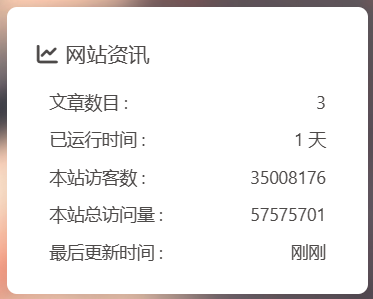 网站资讯
文章数目 : 3
已运行时间 : 1 天
本站访客数 : 35008176
本站总访问量 : 57575701
最后更新时间 : 刚刚